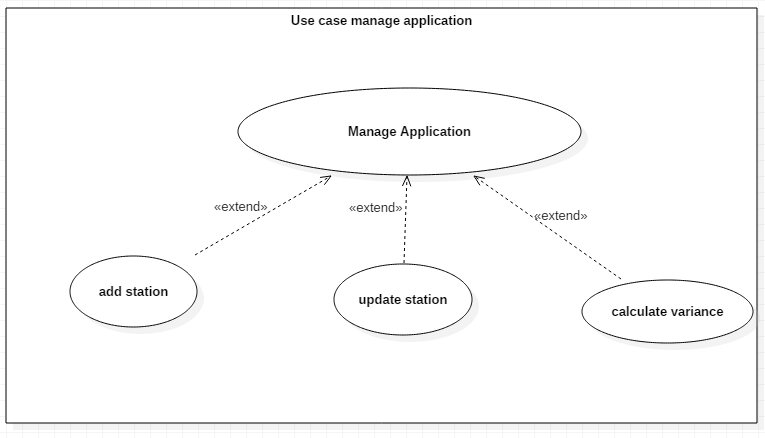 Use case manage application
Manage Application
«extend»
«extend»
«extend»
add station
update station
calculate variance